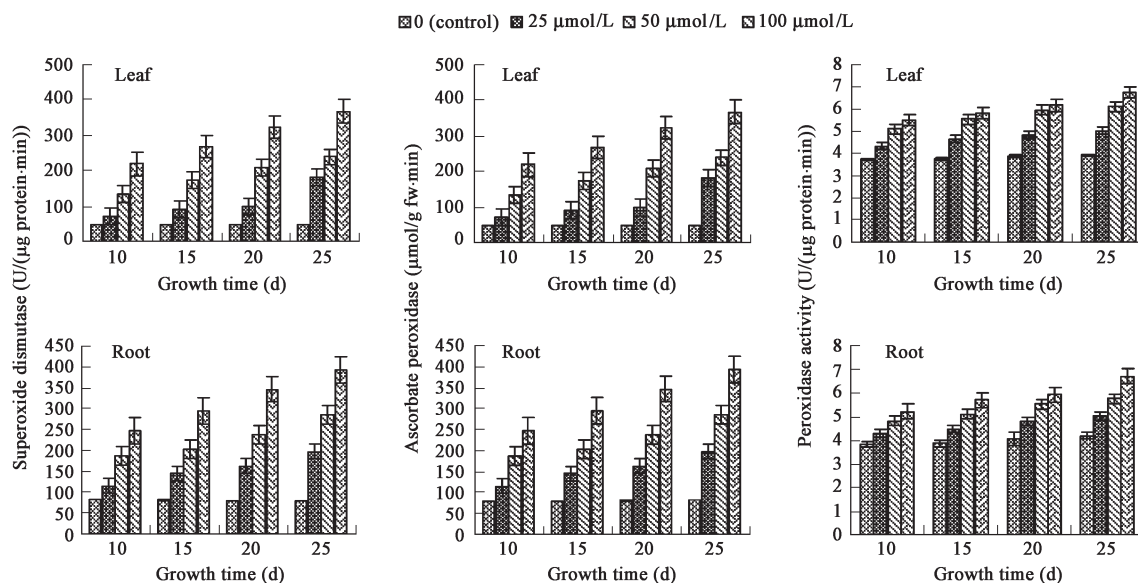 0 (control) 25 μmol/L 50 μmol/L 100 μmol/L
Superoxide dismutase (U/(μg protein·min))
Leaf
500
400
300
200
100
0
10 15 20 25
Growth time (d)
Root
450
400
350
300
250
200
150
100
50
0
10 15 20 25
Growth time (d)
Ascorbate peroxidase (μmol/g fw·min)
Leaf
500
400
300
200
100
0
10 15 20 25
Growth time (d)
Root
450
400
350
300
250
200
150
100
50
0
10 15 20 25
Growth time (d)
Peroxidase activity (U/(μg protein·min))
Leaf
8
7
6
5
4
3
2
1
0
10 15 20 25
Growth time (d)
Root
8
7
6
5
4
3
2
1
0
10 15 20 25
Growth time (d)